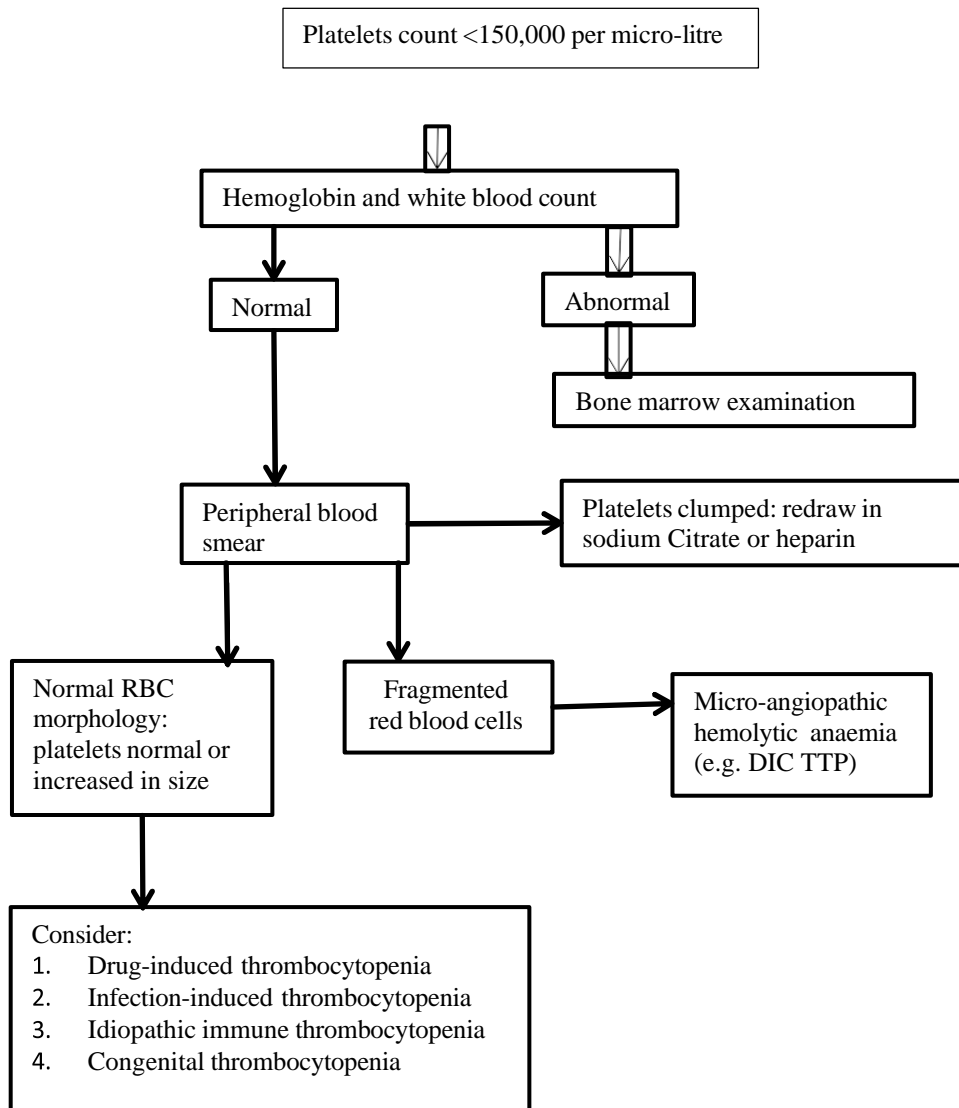 Platelets count <150,000 per micro-litre
Hemoglobin and white blood count
Normal
Abnormal
Bone marrow examination
Peripheral blood
smear
Platelets clumped: redraw in
sodium Citrate or heparin
Normal RBC
morphology:
platelets normal or
increased in size
Fragmented
red blood cells
Micro-angiopathic
hemolytic anaemia
(e.g. DIC TTP)
Consider:
1. Drug-induced thrombocytopenia
2. Infection-induced thrombocytopenia
3. Idiopathic immune thrombocytopenia
4. Congenital thrombocytopenia